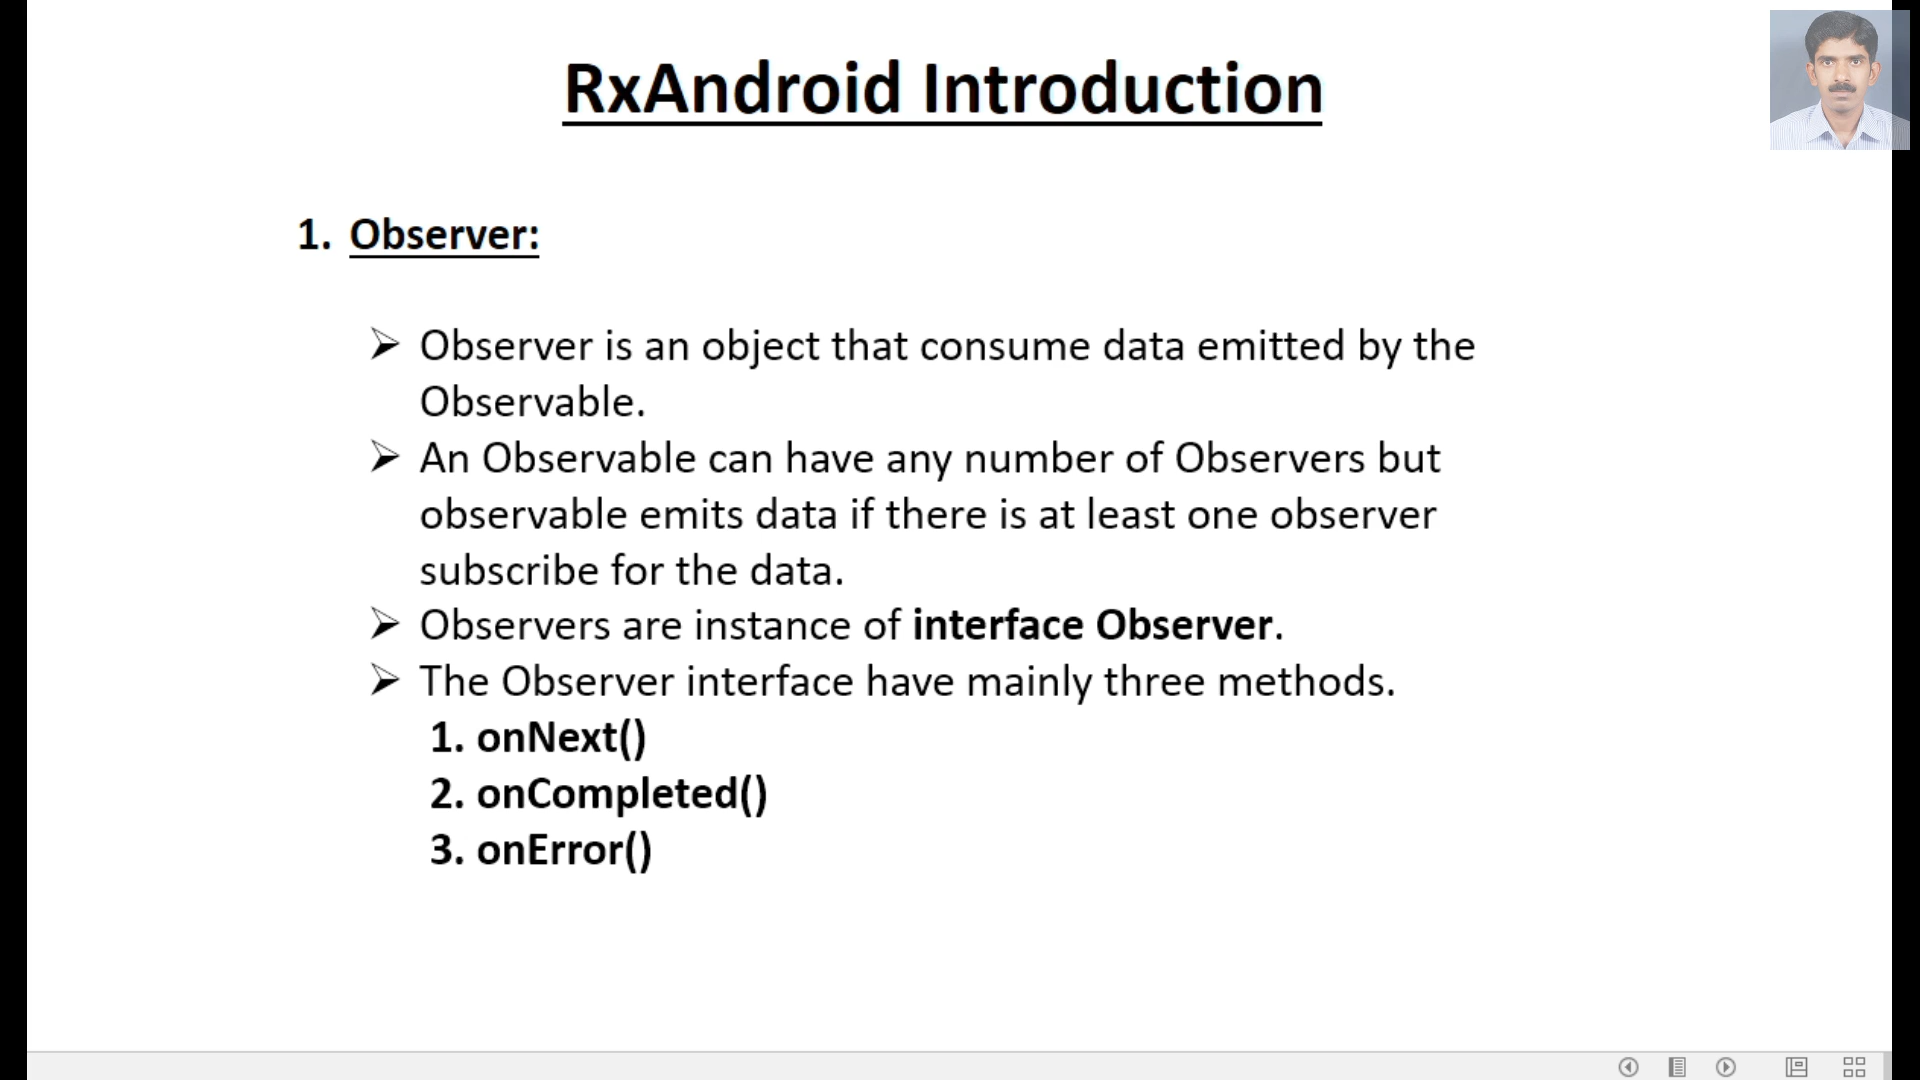 RxAndroid Introduction
1. Observer:
➢ Observer is an object that consume data emitted by the
Observable.
➢ An Observable can have any number of Observers but
observable emits data if there is at least one observer
subscribe for the data.
➢ Observers are instance of interface Observer.
➢ The Observer interface have mainly three methods.
1. onNext()
2. onCompleted()
3. onError()